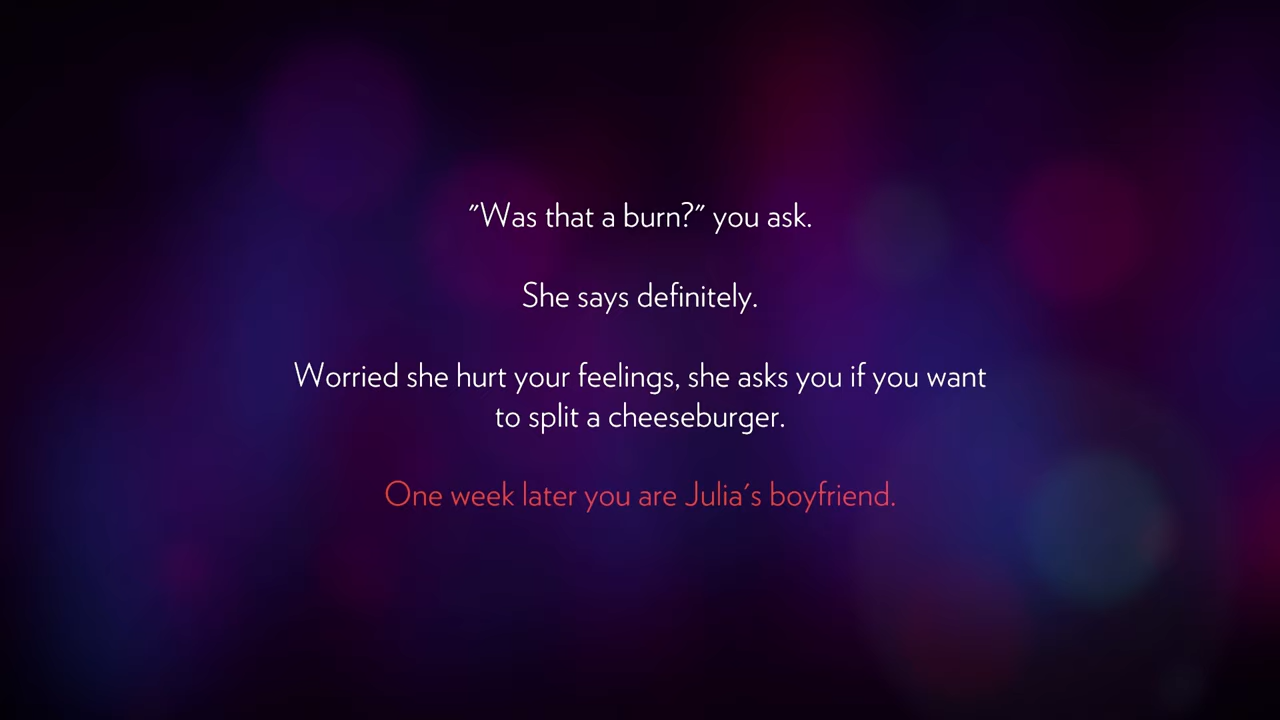 "Was that a burn?" you ask.
She says definitely.
Worried she hurt your feelings, she asks you if you want
to split a cheeseburger.
One week later you are Julia's boyfriend.